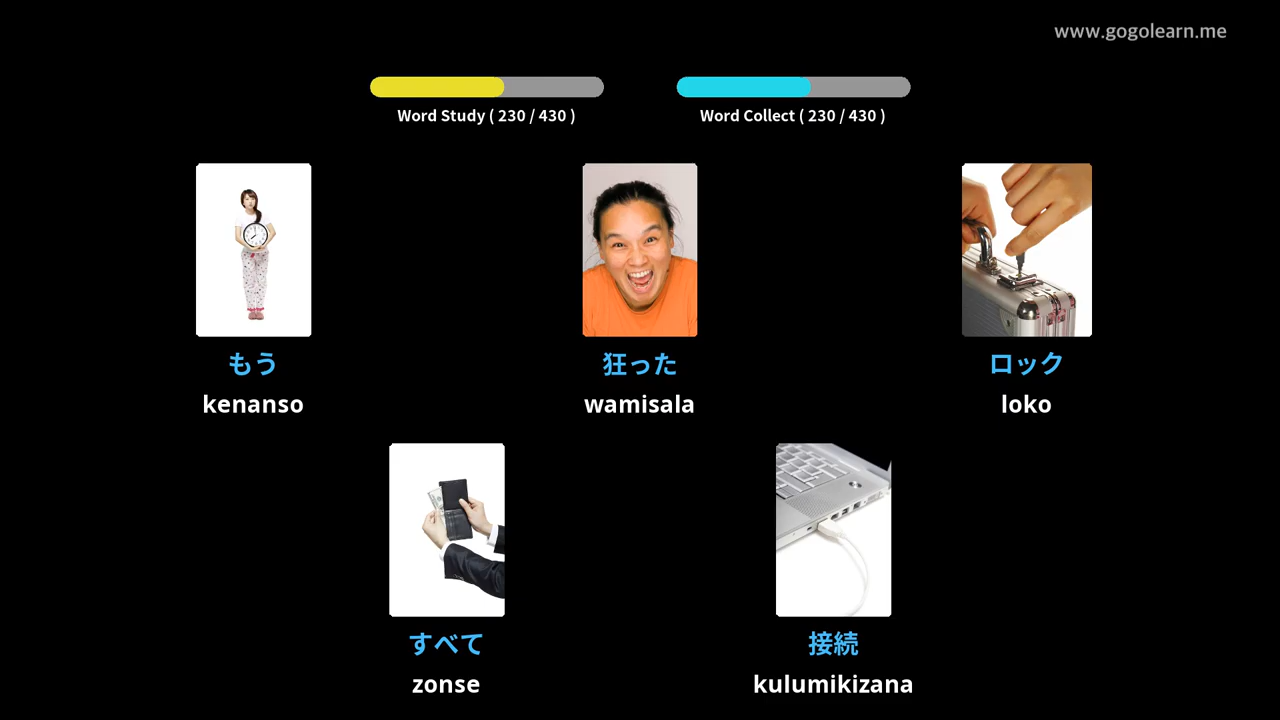 www.gogolearn.me
Word Study ( 230 / 430 )
Word Collect ( 230 / 430 )
もう
kenanso
狂った
wamisala
ロック
loko
すべて
zonse
接続
kulumikizana